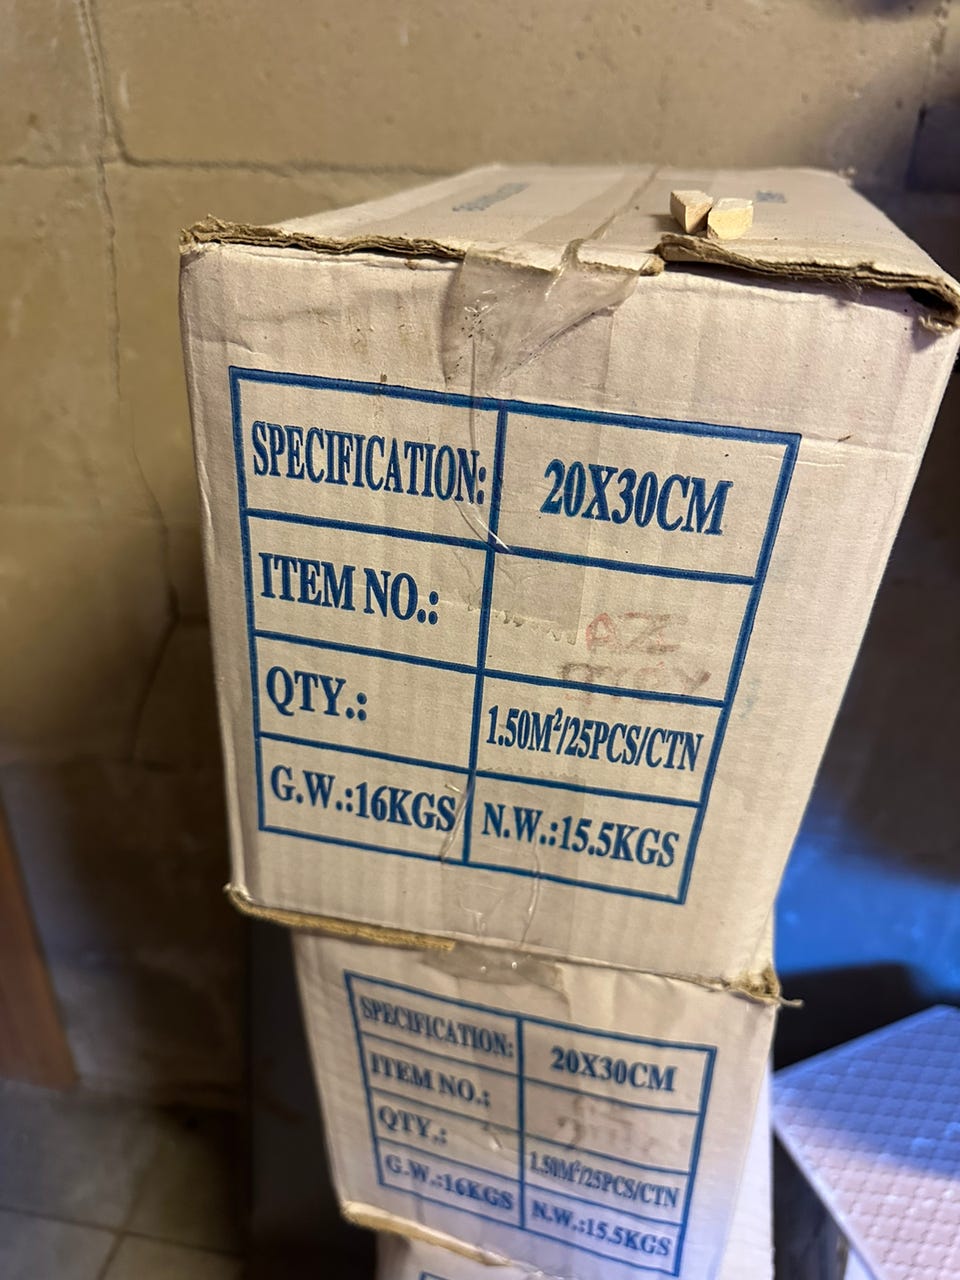 SPECIFICATION: 20X30CM
ITEM NO.:
QTY.: 1.50M²/25PCS/CTN
G.W.:16KGS N.W.:15.5KGS
SPECIFICATION: 20X30CM
ITEM NO.:
QTY.: 1.50M²/25PCS/CTN
G.W.:16KGS N.W.:15.5KGS